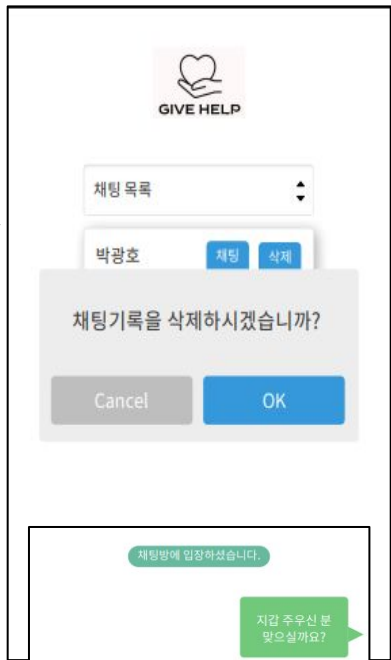 GIVE HELP
채팅 목록
박광호 채팅 삭제
채팅기록을 삭제하시겠습니까?
Cancel OK
채팅방에 입장하셨습니다.
지갑 주우신 분
맞으실까요?